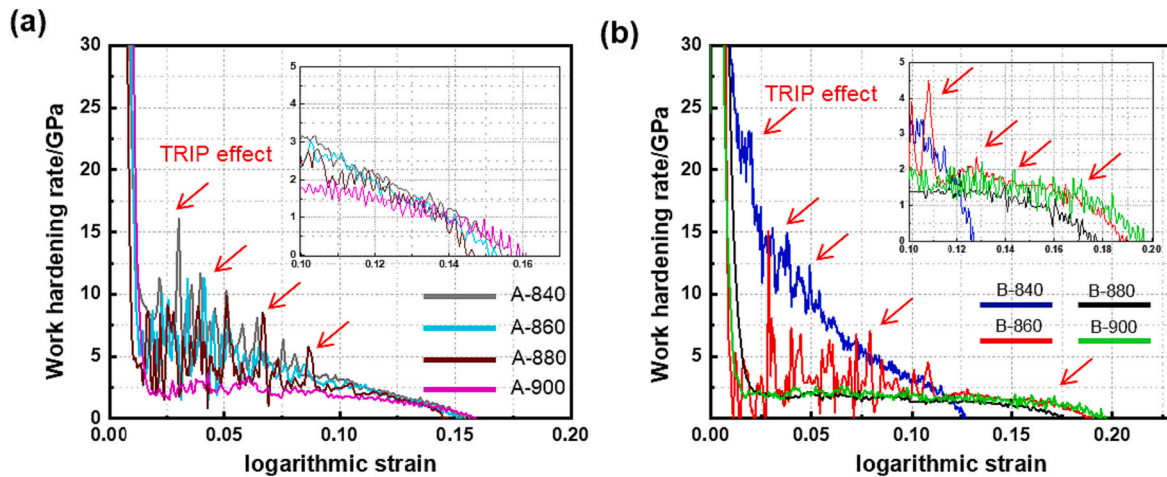 (a)
Work hardening rate/GPa
30
25
20
15
10
5
0
0.00 0.05 0.10 0.15 0.20
logarithmic strain
TRIP effect
5
4
3
2
1
0
0.10 0.12 0.14 0.16
A-840
A-860
A-880
A-900
(b)
Work hardening rate/GPa
30
25
20
15
10
5
0
0.00 0.05 0.10 0.15 0.20
logarithmic strain
TRIP effect
5
4
3
2
1
0
0.10 0.12 0.14 0.16 0.18 0.20
B-840 B-880
B-860 B-900